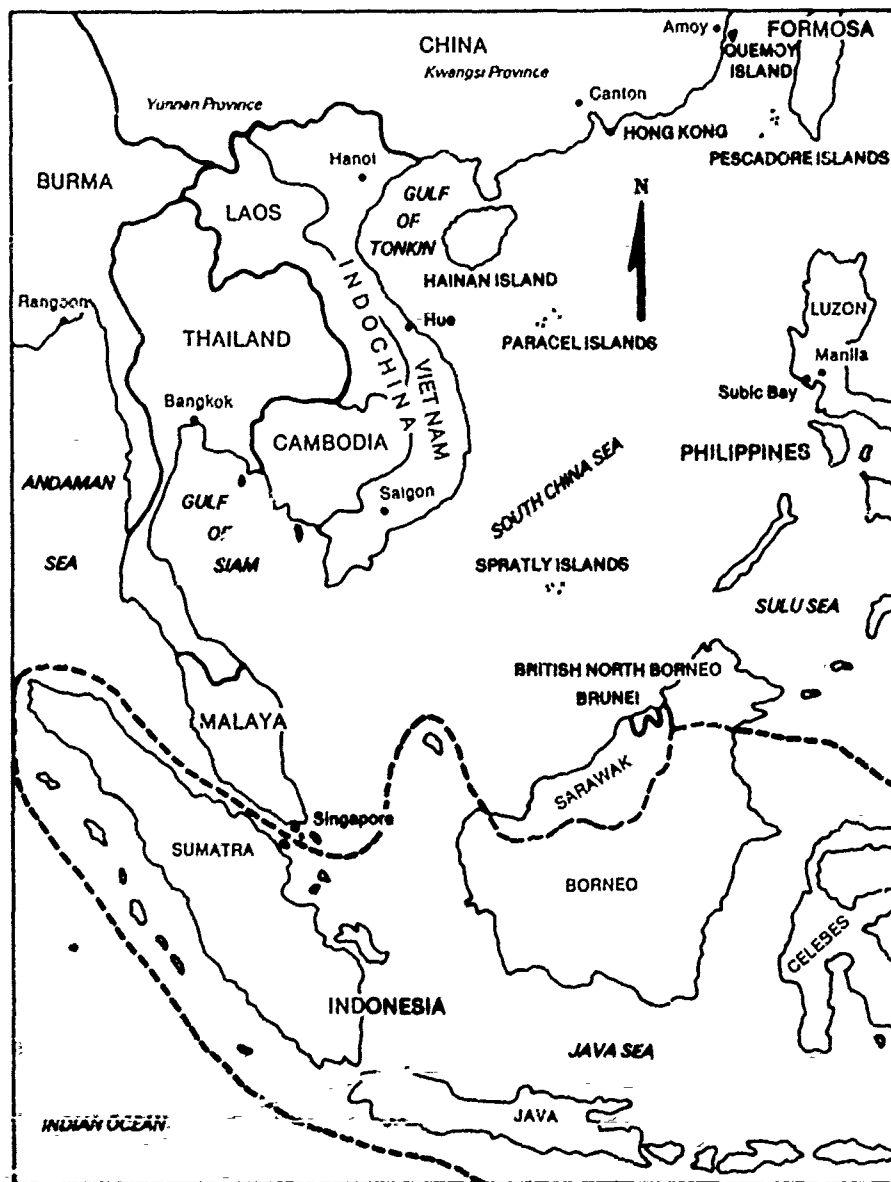 CHINA
Kwangsi Province
Amoy
FORMOSA
QUEMOY
ISLAND
Yunnan Province
Canton
HONG KONG
PESCADORE ISLANDS
BURMA
Hanoi
LAOS
GULF
OF
TONKIN
N
HAINAN ISLAND
Rangoon
THAILAND
INDOCHINA
Hue
VIETNAM
PARACEL ISLANDS
LUZON
Manila
Subic Bay
Bangkok
CAMBODIA
PHILIPPINES
ANDAMAN
SEA
GULF
OF
SIAM
Saigon
SOUTH CHINA SEA
SPRATLY ISLANDS
SULU SEA
BRITISH NORTH BORNEO
BRUNEI
MALAYA
SARAWAK
Singapore
SUMATRA
BORNEO
CELEBES
INDONESIA
JAVA SEA
JAVA
INDIAN OCEAN